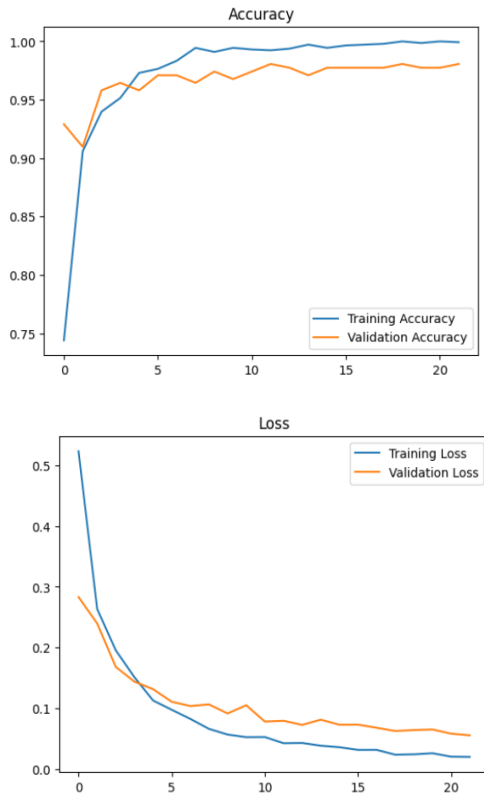 Accuracy
1.00
0.95
0.90
0.85
0.80
0.75
Training Accuracy
Validation Accuracy
0 5 10 15 20
Loss
0.5
0.4
0.3
0.2
0.1
0.0
Training Loss
Validation Loss
0 5 10 15 20